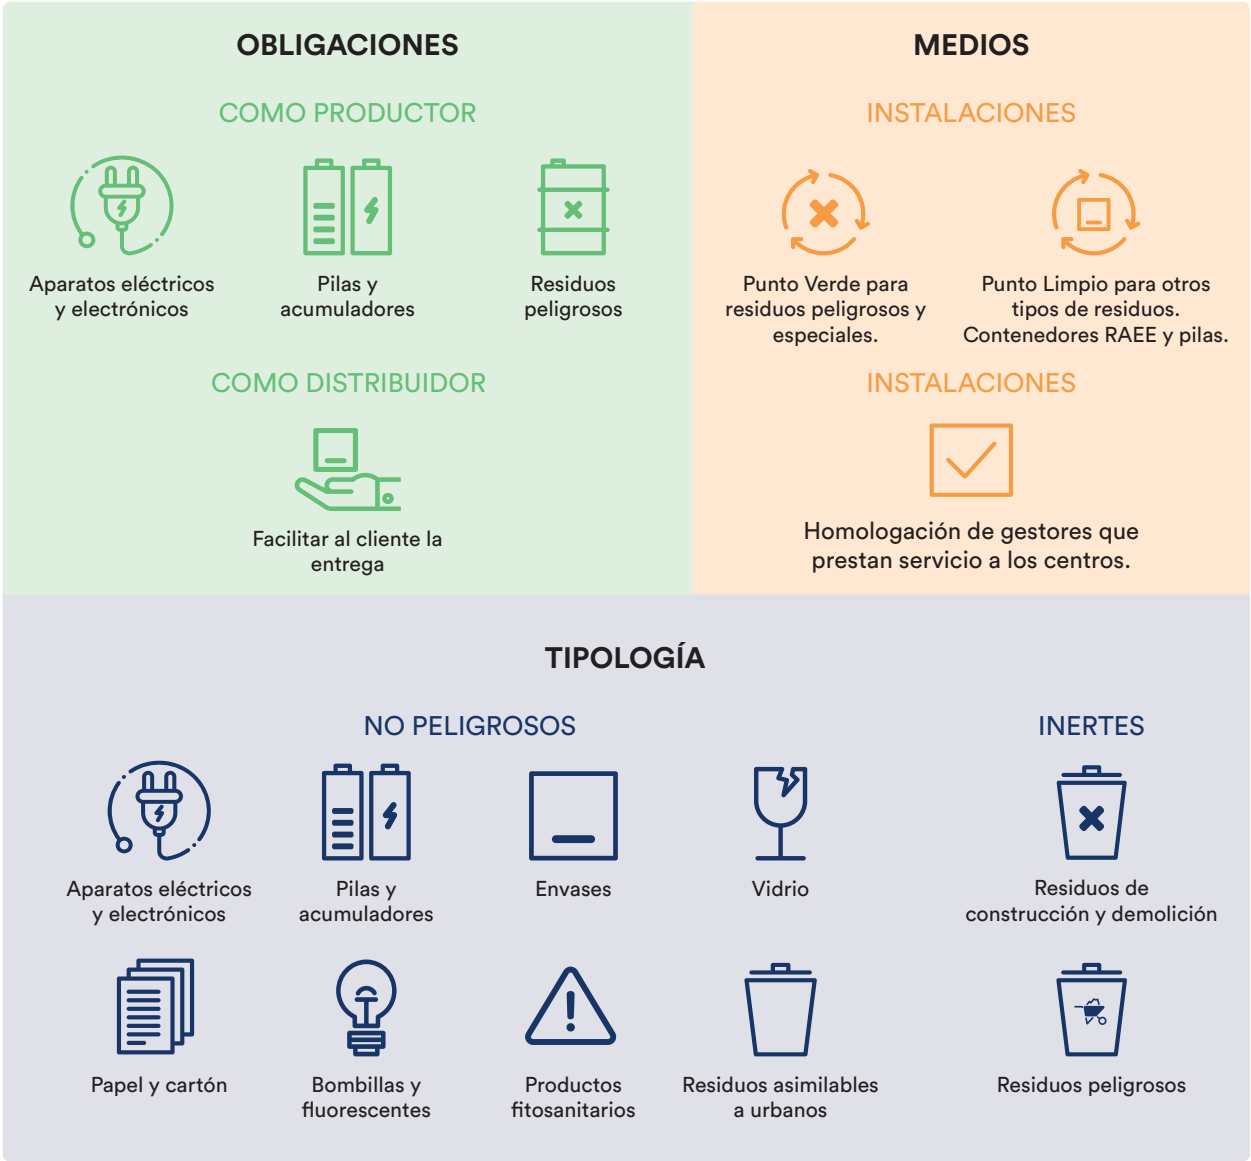 OBLIGACIONES
COMO PRODUCTOR
Aparatos eléctricos
y electrónicos
Pilas y
acumuladores
Residuos
peligrosos
COMO DISTRIBUIDOR
Facilitar al cliente la
entrega
MEDIOS
INSTALACIONES
Punto Verde para
residuos peligrosos y
especiales.
Punto Limpio para otros
tipos de residuos.
Contenedores RAEE y pilas.
INSTALACIONES
Homologación de gestores que
prestan servicio a los centros.
TIPOLOGÍA
NO PELIGROSOS
Aparatos eléctricos
y electrónicos
Pilas y
acumuladores
Envases
Vidrio
Papel y cartón
Bombillas y
fluorescentes
Productos
fitosanitarios
Residuos asimilables
a urbanos
INERTES
Residuos de
construcción y demolición
Residuos peligrosos